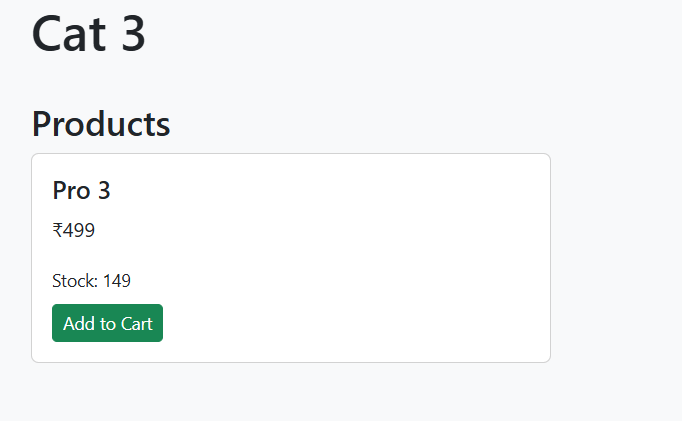 Cat 3
Products
Pro 3
₹499
Stock: 149
Add to Cart